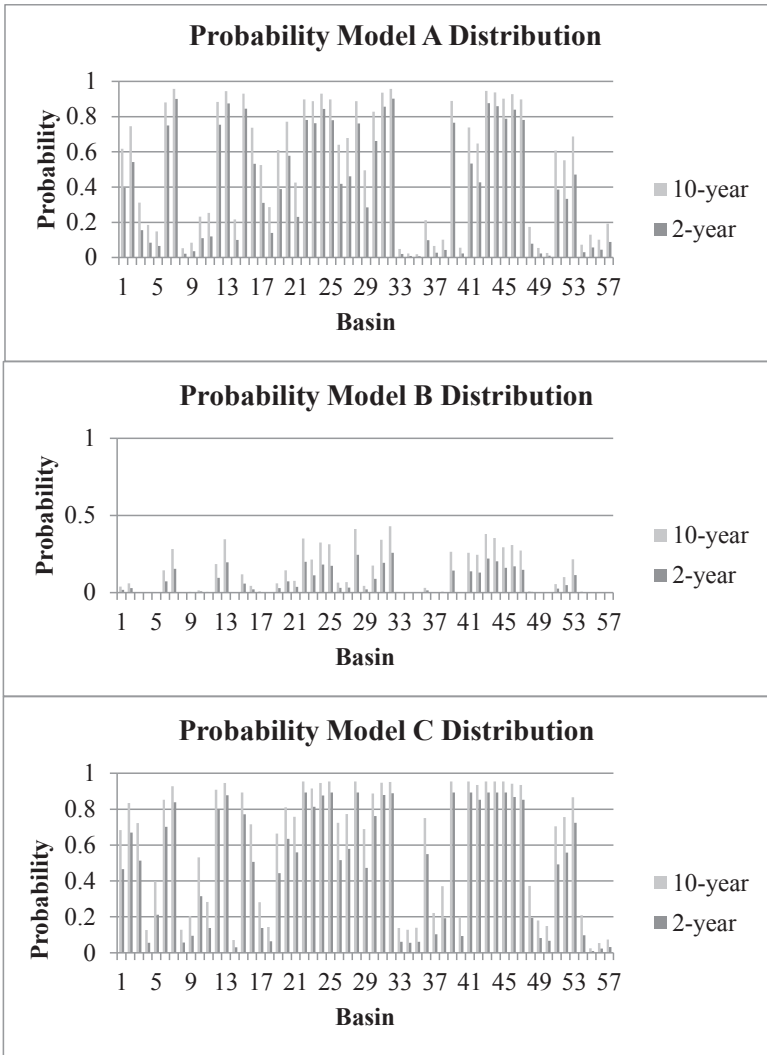 Probability Model A Distribution
1
0.8
0.6
0.4
0.2
0
Probability
1 5 9 13 17 21 25 29 33 37 41 45 49 53 57
Basin
10-year
2-year
Probability Model B Distribution
1
0.5
0
Probability
1 5 9 13 17 21 25 29 33 37 41 45 49 53 57
Basin
10-year
2-year
Probability Model C Distribution
1
0.8
0.6
0.4
0.2
0
Probability
1 5 9 13 17 21 25 29 33 37 41 45 49 53 57
Basin
10-year
2-year